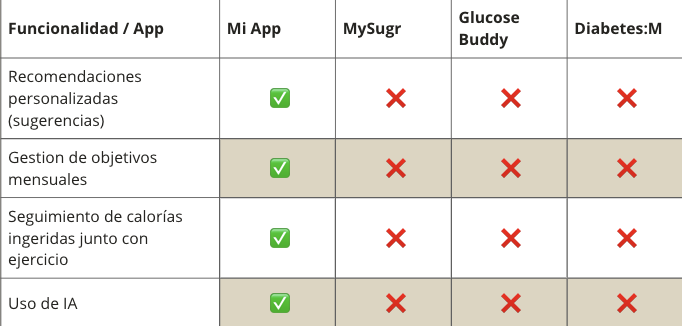 Funcionalidad / App
Mi App
MySugr
Glucose
Buddy
Diabetes:M
Recomendaciones
personalizadas
(sugerencias)
✅ ❌ ❌ ❌
Gestion de objetivos
mensuales
✅ ❌ ❌ ❌
Seguimiento de calorías
ingeridas junto con
ejercicio
✅ ❌ ❌ ❌
Uso de IA
✅ ❌ ❌ ❌